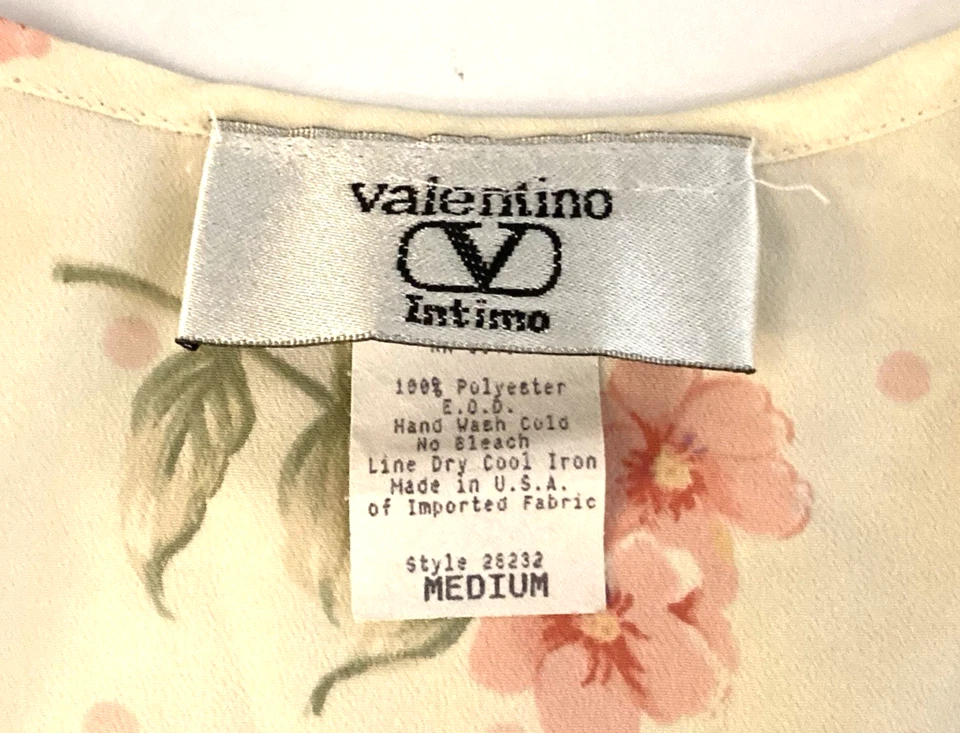 Valentino
V
Intimo
RN
100% Polyester
E.O.D.
Hand Wash Cold
No Bleach
Line Dry Cool Iron
Made in U.S.A.
of Imported Fabric
Style 28232
MEDIUM